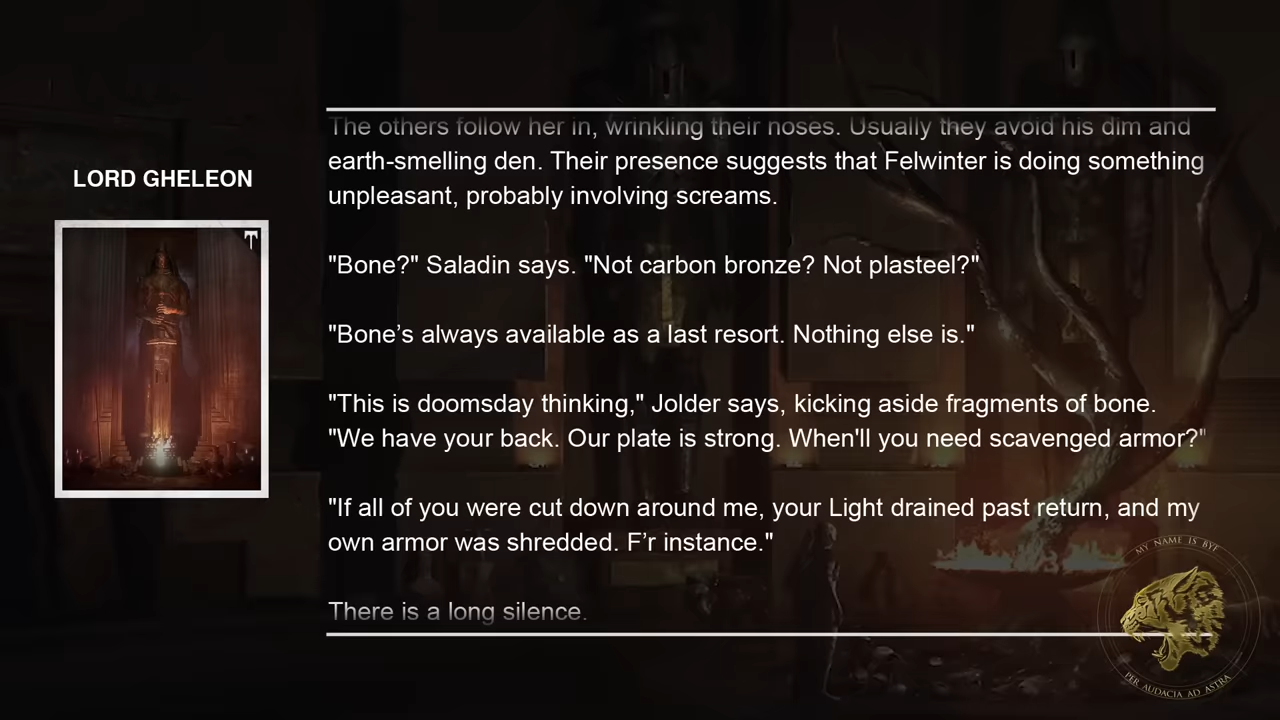 LORD GHELEON
The others follow her in, wrinkling their noses. Usually they avoid his dim and
earth-smelling den. Their presence suggests that Felwinter is doing something
unpleasant, probably involving screams.
"Bone?" Saladin says. "Not carbon bronze? Not plasteel?"
"Bone’s always available as a last resort. Nothing else is."
"This is doomsday thinking," Jolder says, kicking aside fragments of bone.
"We have your back. Our plate is strong. When'll you need scavenged armor?"
"If all of you were cut down around me, your Light drained past return, and my
own armor was shredded. F’r instance."
There is a long silence.
MY NAME IS BYF
PER AUDACIA AD ASTRA